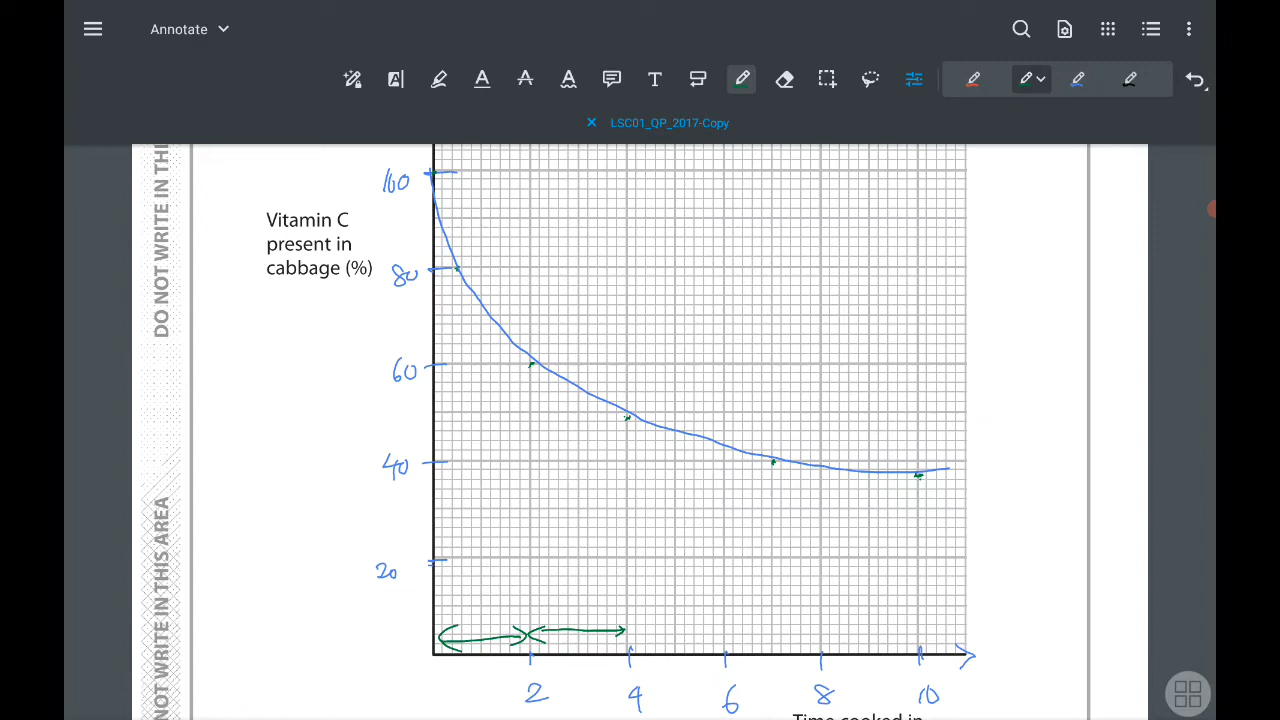 Annotate
LSC01_QP_2017-Copy
DO NOT WRITE IN THI
100
Vitamin C
present in
cabbage (%)
80
60
40
NOT WRITE IN THIS AREA
20
2 4 6 8 10
Time cooked in